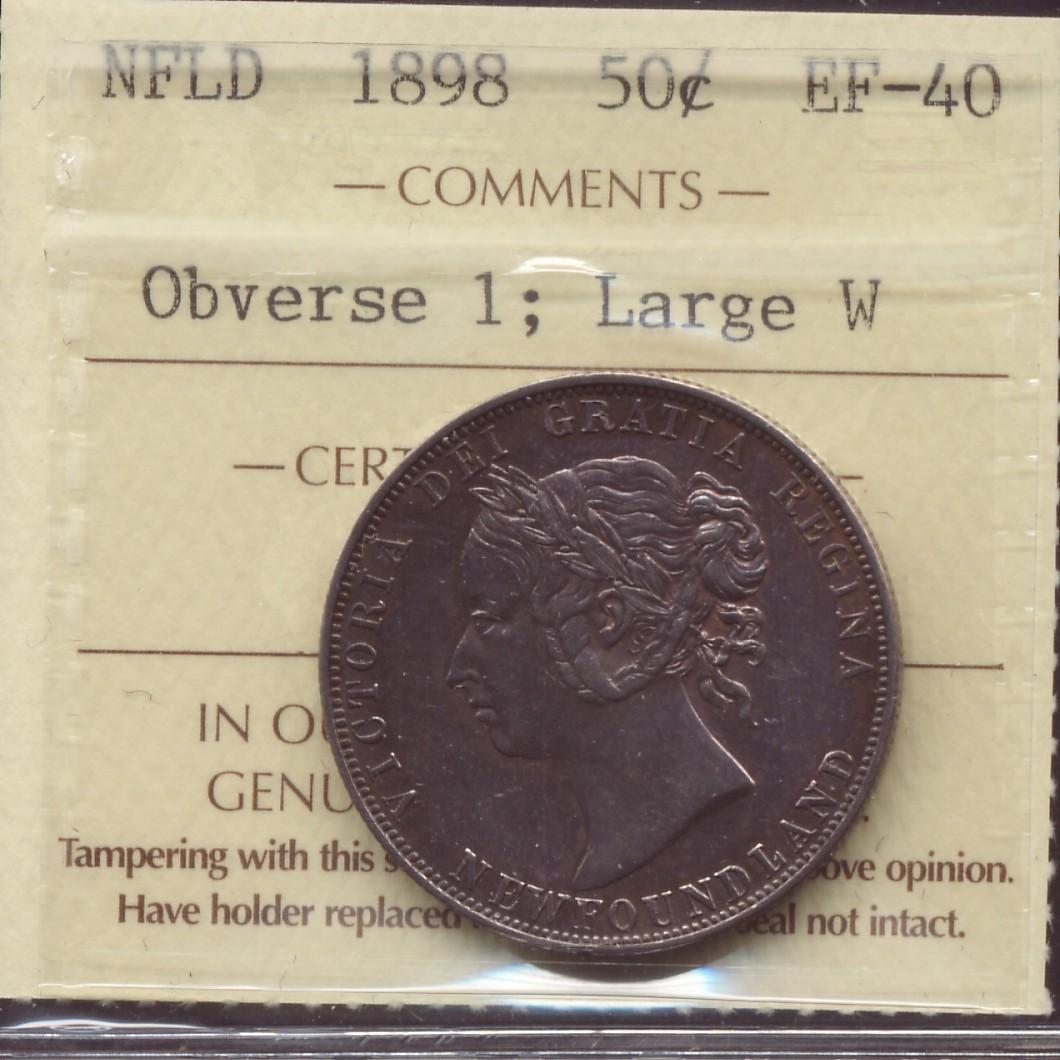 NFLD 1898 50¢ EF-40
— COMMENTS —
Obverse 1; Large W
VICTORIA DEI GRATIA REGINA
NEWFOUNDLAND
— CERT
IN O
GENU
Tampering with this s ove opinion.
Have holder replaced eal not intact.